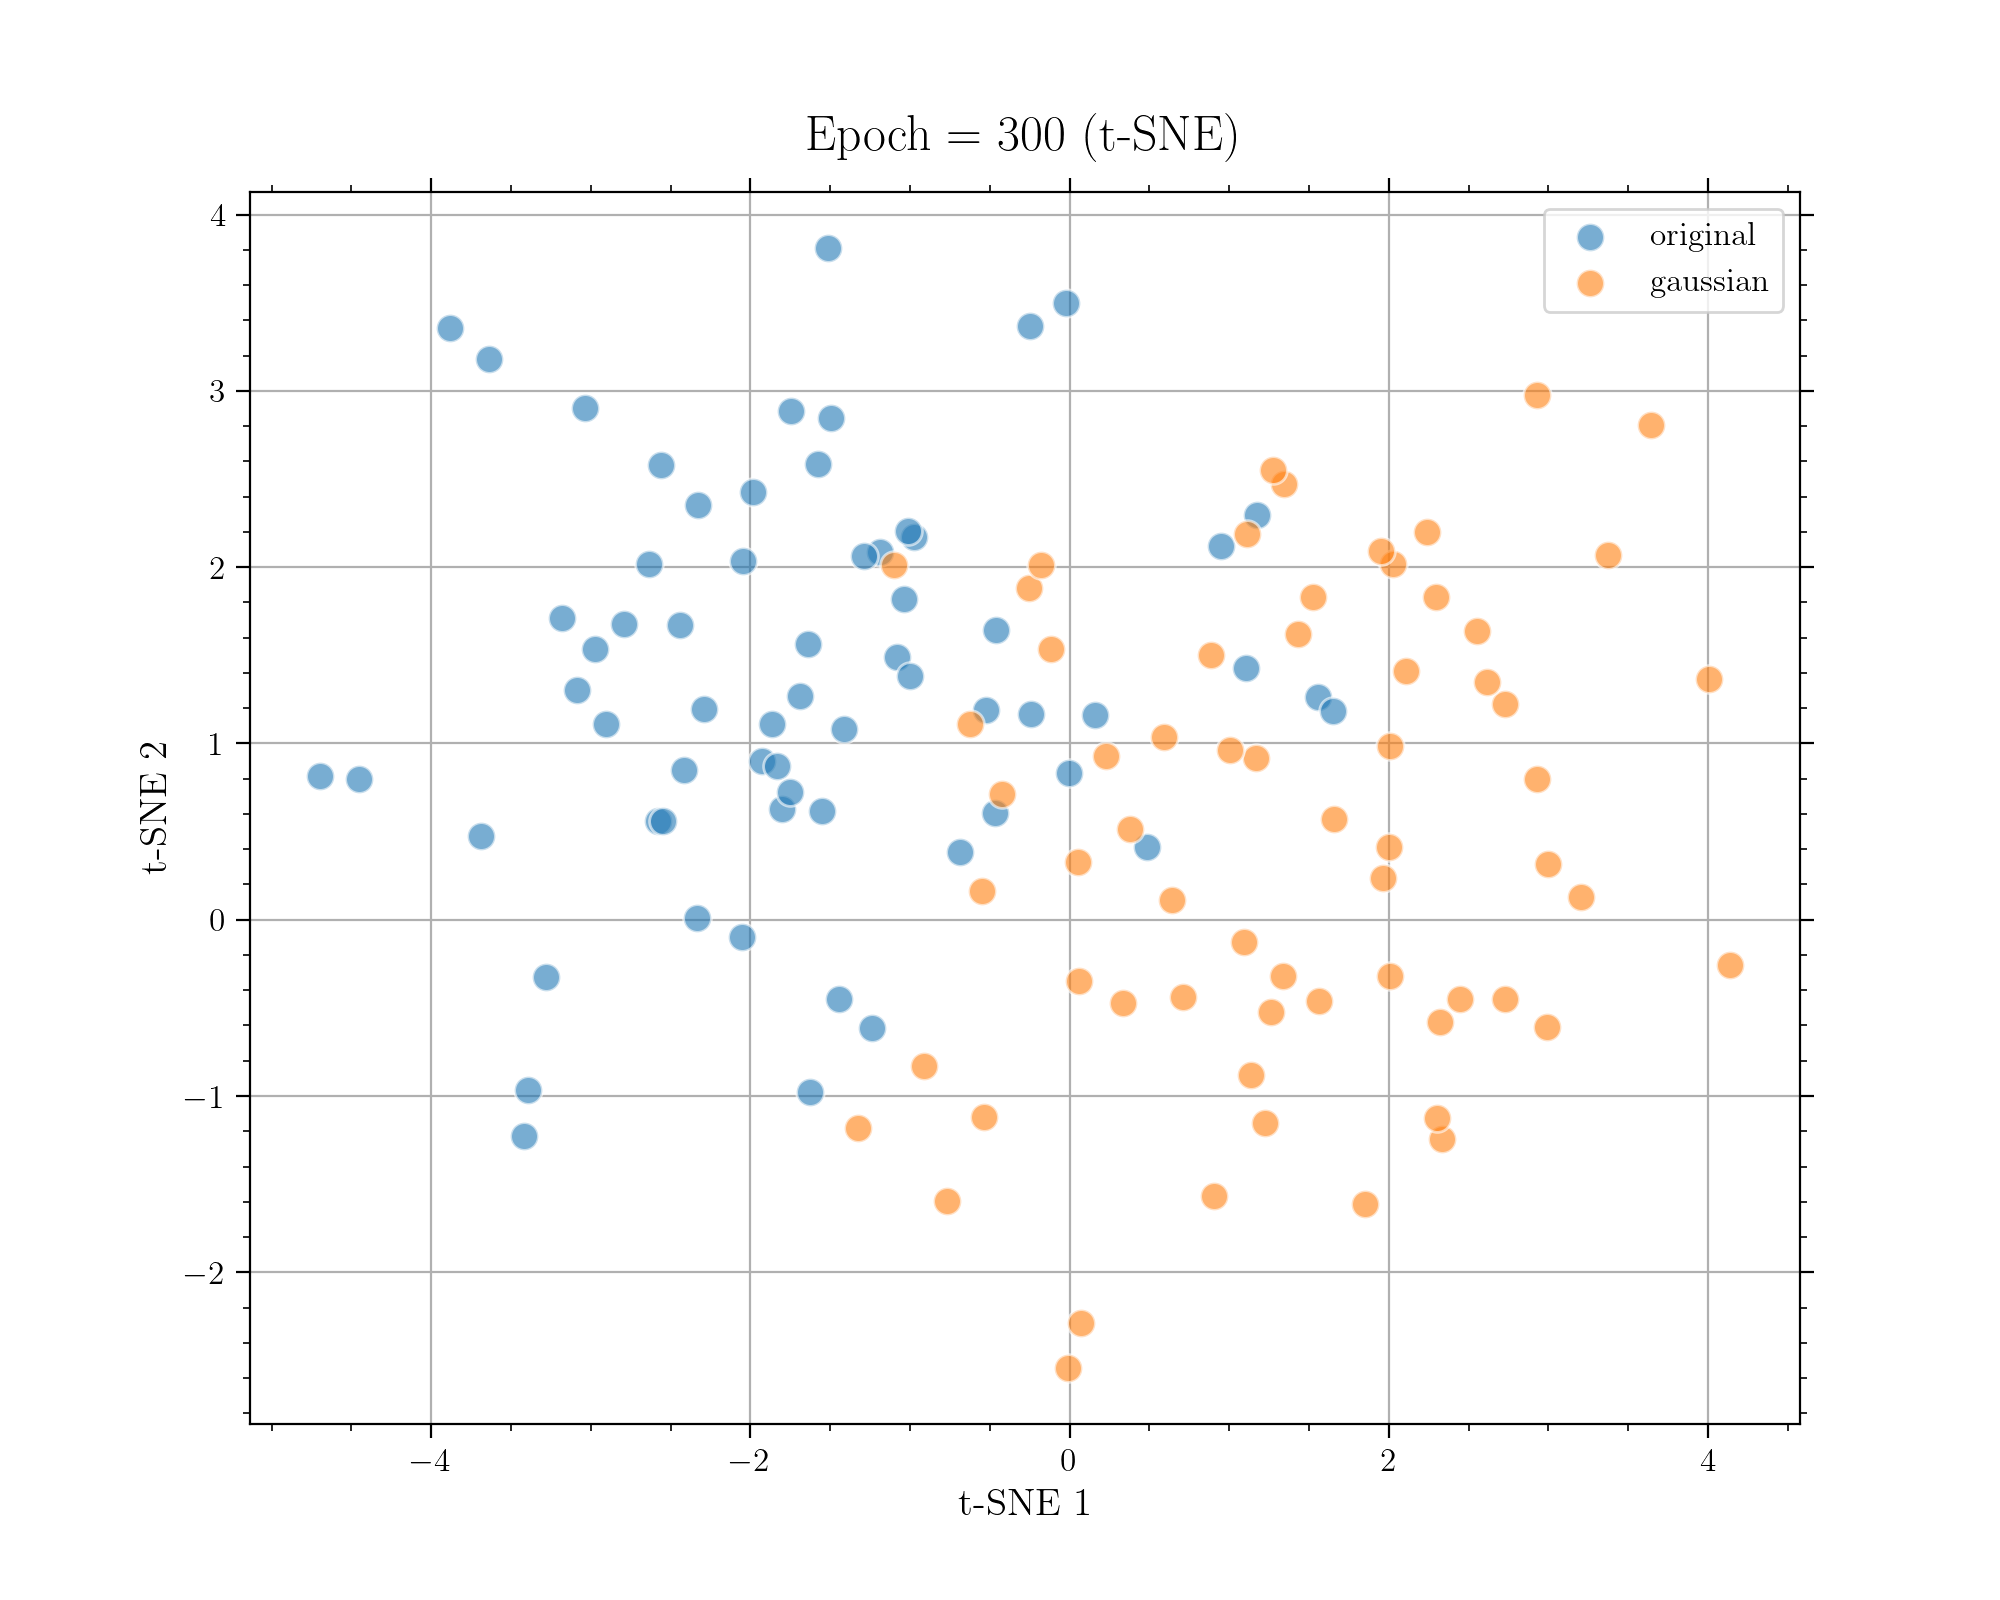 Epoch = 300 (t-SNE)
original
gaussian
4
3
2
1
0
−1
−2
t-SNE 2
−4
−2
0
2
4
t-SNE 1